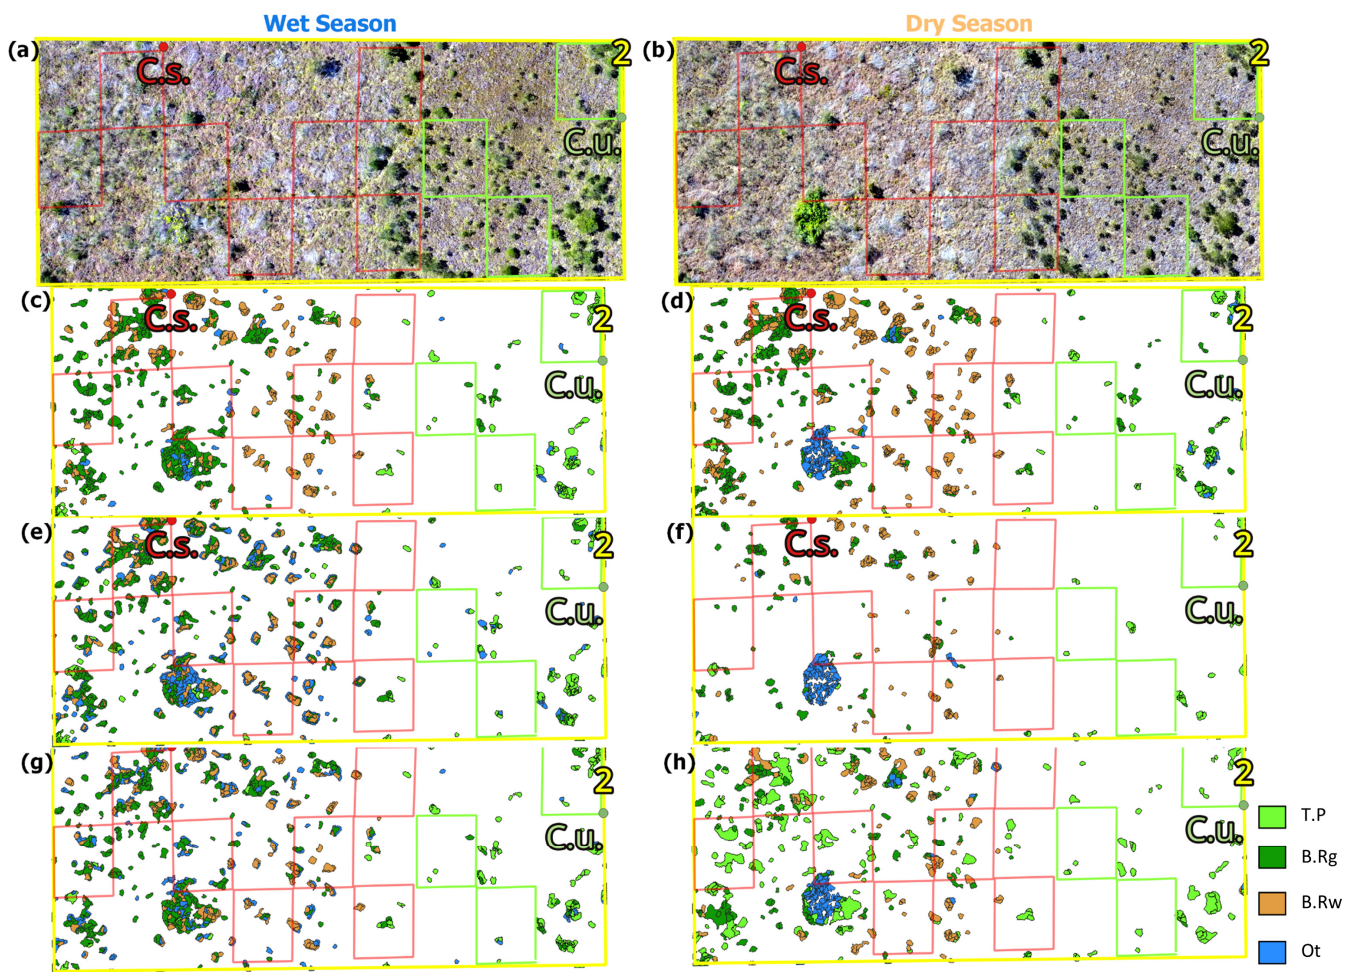 Wet Season
Dry Season
(a)
C.s.
2
C.u.
(b)
C.s.
2
C.u.
(c)
C.s.
2
C.u.
(d)
C.s.
2
C.u.
(e)
C.s.
2
C.u.
(f)
C.s.
2
C.u.
(g)
2
C.u.
(h)
2
C.u.
T.P
B.Rg
B.Rw
Ot